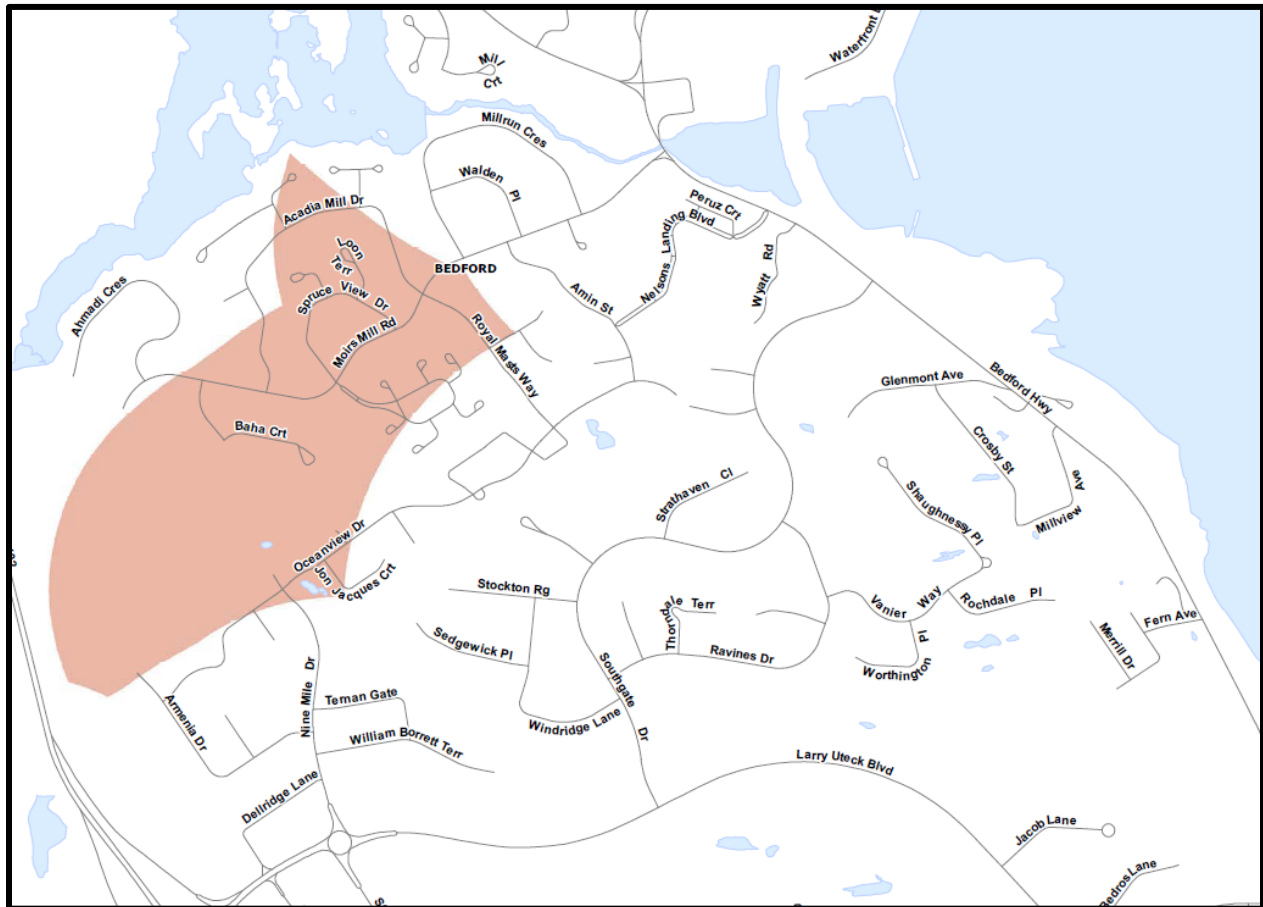 Waterfront
Mill
Crt
Millrun Cres
Walden Pl
Peruz Crt
Acadia Mill Dr
Nelsons Landing Blvd
Loon
Terr
Wyatt Rd
BEDFORD
Ahmadi Cres
Spruce View Dr
Amin St
Moirs Mill Rd
Royal Masts Way
Glenmont Ave
Bedford Hwy
Baha Crt
Crosby St
Strathaven Cl
Shaughnessy Pl
Millview
Ave
Oceanview Dr
Jon Jacques Crt
Stockton Rg
Thorndale Terr
Vanier Way
Rochdale Pl
Sedgewick Pl
Ravines Dr
Worthington Pl
Merrill Dr
Fern Ave
Southgate Dr
Armenia Dr
Nine Mile Dr
Ternan Gate
Windridge Lane
William Borrett Terr
Larry Uteck Blvd
Dellridge Lane
Jacob Lane
Bedros Lane